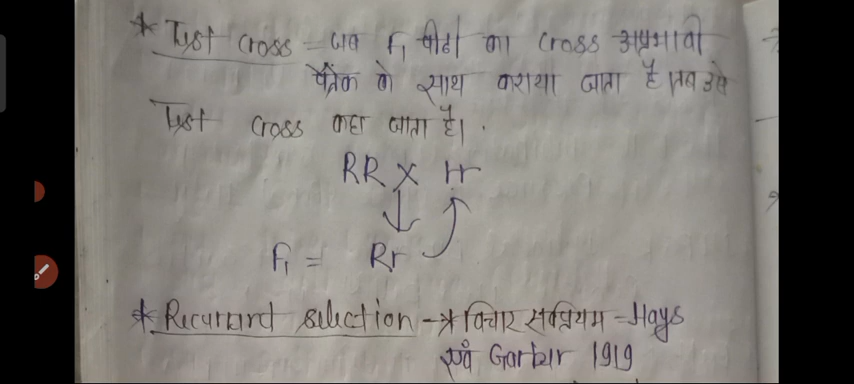 * Test cross = जब F₁ पीढी का cross अप्रभावी
पैतृक के साथ कराया जाता है तब उसे
Test cross कहा जाता है।
RR x rr
F₁ = Rr
* Recurrent selection -> * विचार सर्वप्रथम - Hays
एवं Garber 1919